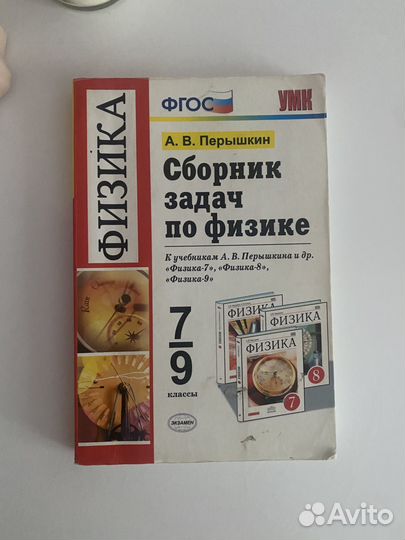 ФГОС
УМК
ФИЗИКА
А. В. Перышкин
Сборник
задач
по физике
К учебникам А. В. Перышкина и др.
«Физика-7», «Физика-8»,
«Физика-9»
7
9
классы
ФИЗИКА
ФИЗИКА
8
ФИЗИКА
7
ЭКЗАМЕН
Avito